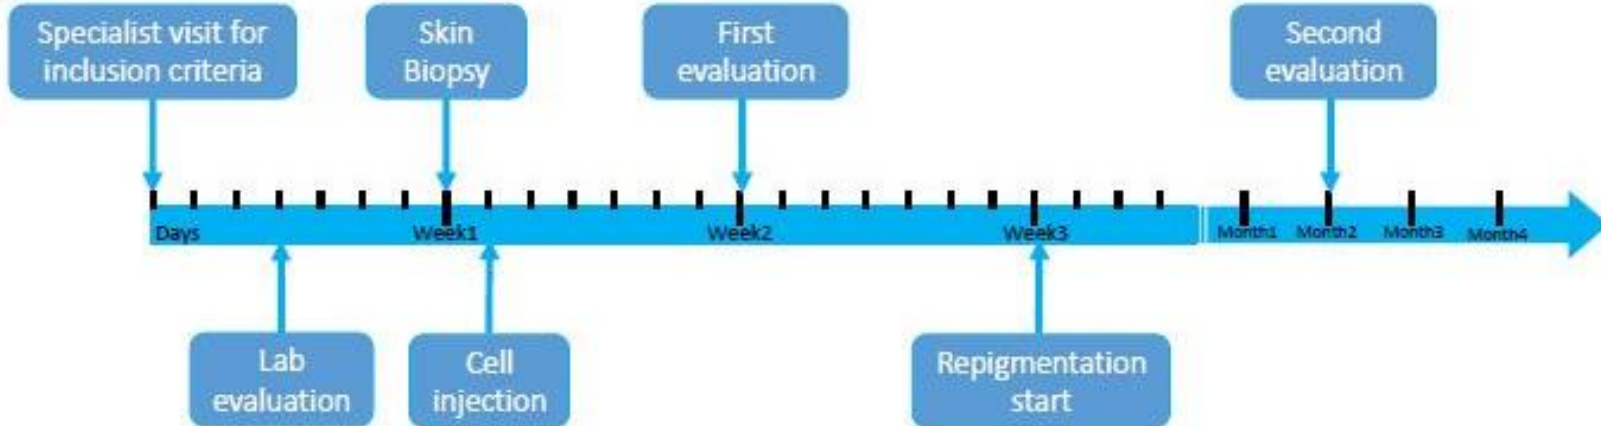 Specialist visit for
inclusion criteria
Skin
Biopsy
First
evaluation
Second
evaluation
Days
Week1
Week2
Week3
Month1
Month2
Month3
Month4
Lab
evaluation
Cell
injection
Repigmentation
start